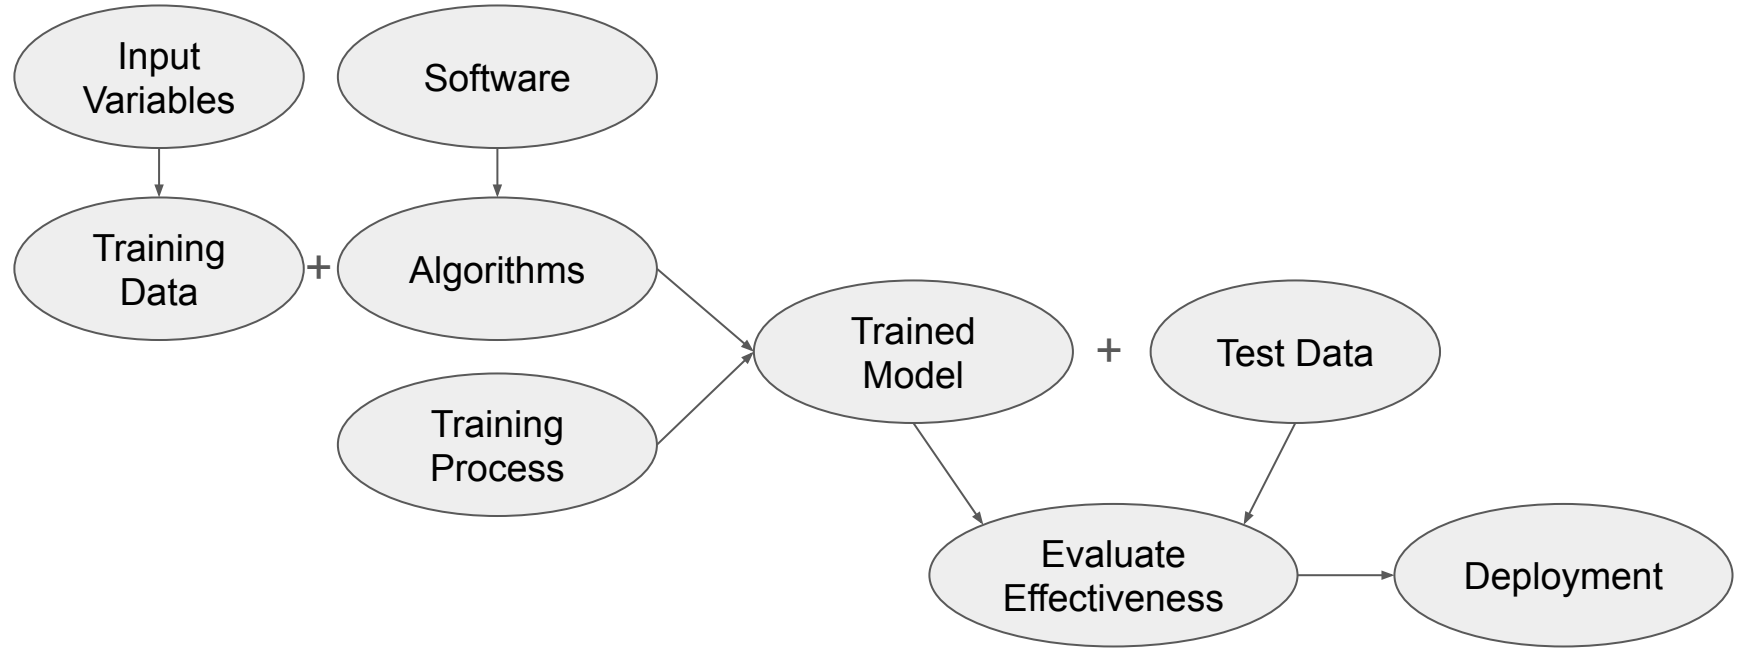 Input
Variables
Software
Training
Data
+
Algorithms
Training
Process
Trained
Model
+
Test Data
Evaluate
Effectiveness
Deployment